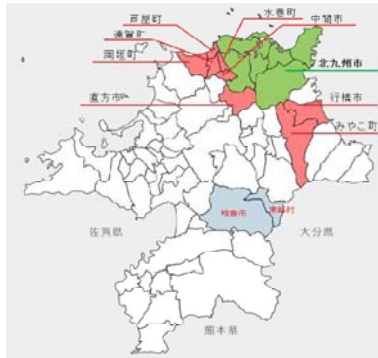 水巻町
芦屋町
中間市
遠賀町
岡垣町
北九州市
直方市
行橋市
みやこ町
朝倉市
東峰村
佐賀県
大分県
熊本県